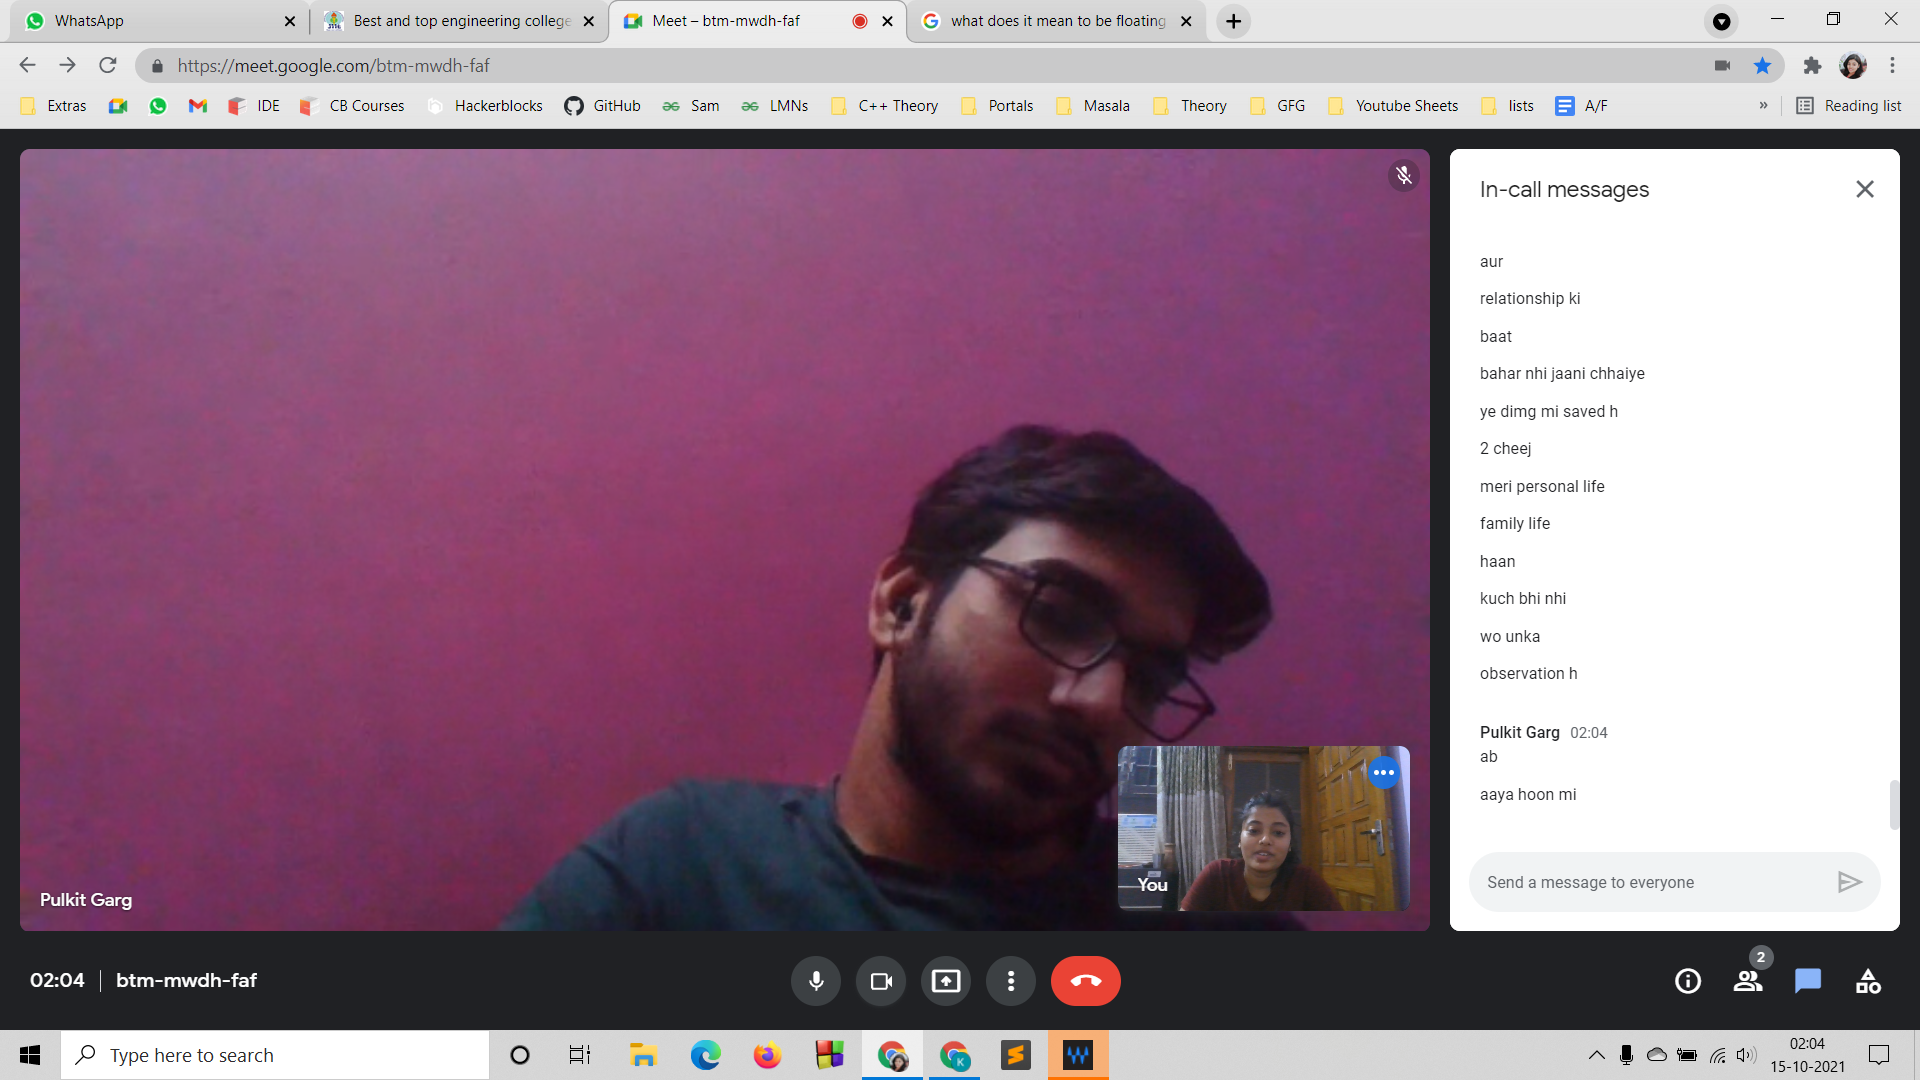 WhatsApp
Best and top engineering college
Meet – btm-mwdh-faf
what does it mean to be floating
https://meet.google.com/btm-mwdh-faf
Extras IDE CB Courses Hackerblocks GitHub Sam LMNs C++ Theory Portals Masala Theory GFG Youtube Sheets lists A/F » Reading list
In-call messages
aur
relationship ki
baat
bahar nhi jaani chhaiye
ye dimg mi saved h
2 cheej
meri personal life
family life
haan
kuch bhi nhi
wo unka
observation h
Pulkit Garg 02:04
ab
aaya hoon mi
Send a message to everyone
You
Pulkit Garg
02:04 | btm-mwdh-faf
2
Type here to search
K
02:04
15-10-2021